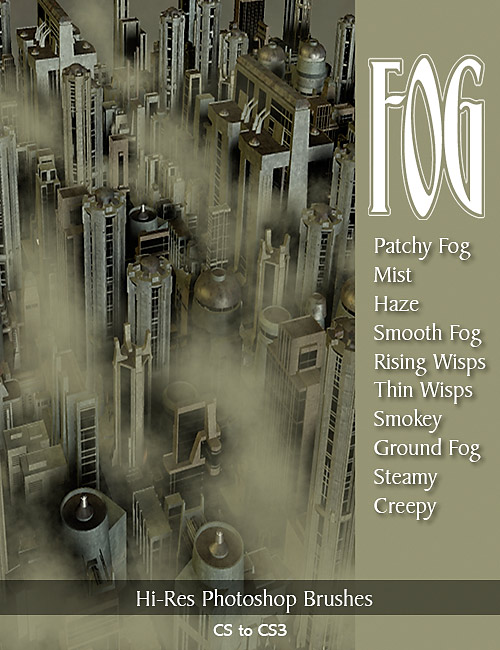 FOG
Patchy Fog
Mist
Haze
Smooth Fog
Rising Wisps
Thin Wisps
Smokey
Ground Fog
Steamy
Creepy
Hi-Res Photoshop Brushes
CS to CS3